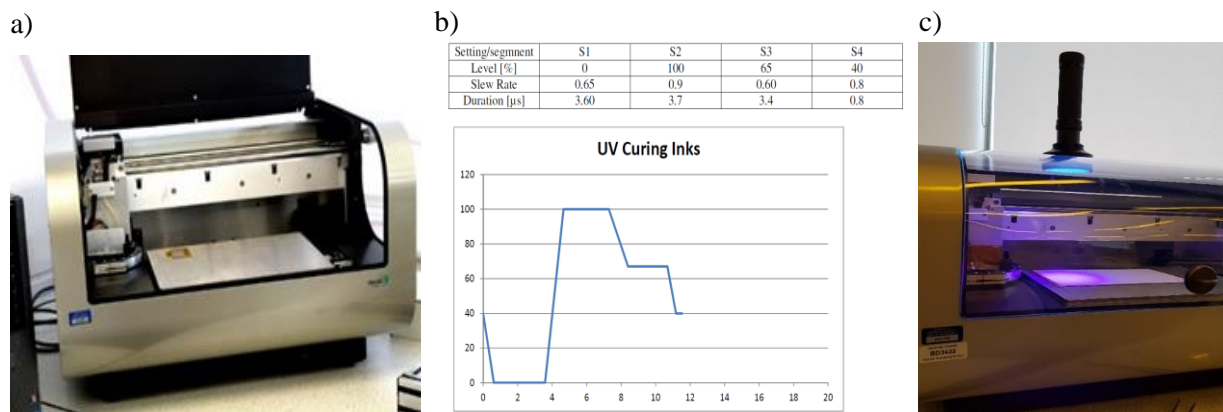 a)
b)
c)
Setting/segmnent S1 S2 S3 S4
Level [%] 0 100 65 40
Slew Rate 0.65 0.9 0.60 0.8
Duration [µs] 3.60 3.7 3.4 0.8
UV Curing Inks
120
100
80
60
40
20
0
0 2 4 6 8 10 12 14 16 18 20
BD3422